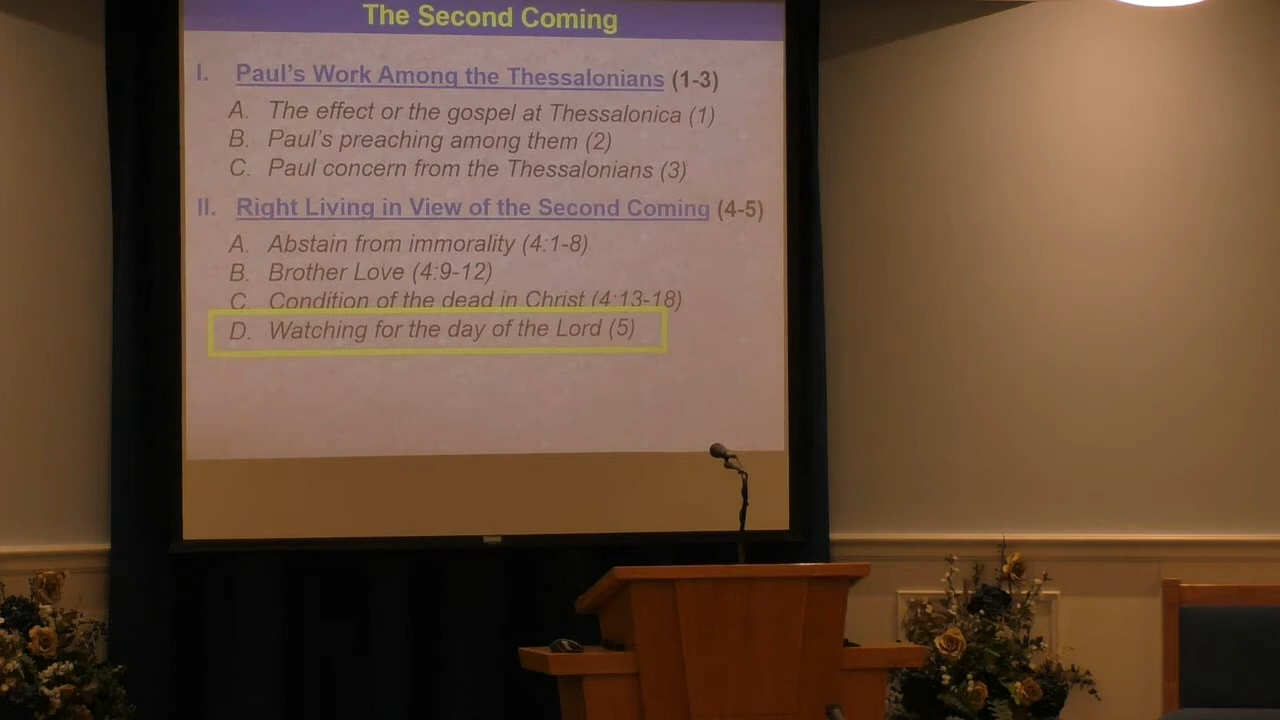 The Second Coming
I. Paul's Work Among the Thessalonians (1-3)
A. The effect or the gospel at Thessalonica (1)
B. Paul's preaching among them (2)
C. Paul concern from the Thessalonians (3)
II. Right Living in View of the Second Coming (4-5)
A. Abstain from immorality (4:1-8)
B. Brother Love (4:9-12)
C. Condition of the dead in Christ (4:13-18)
D. Watching for the day of the Lord (5)